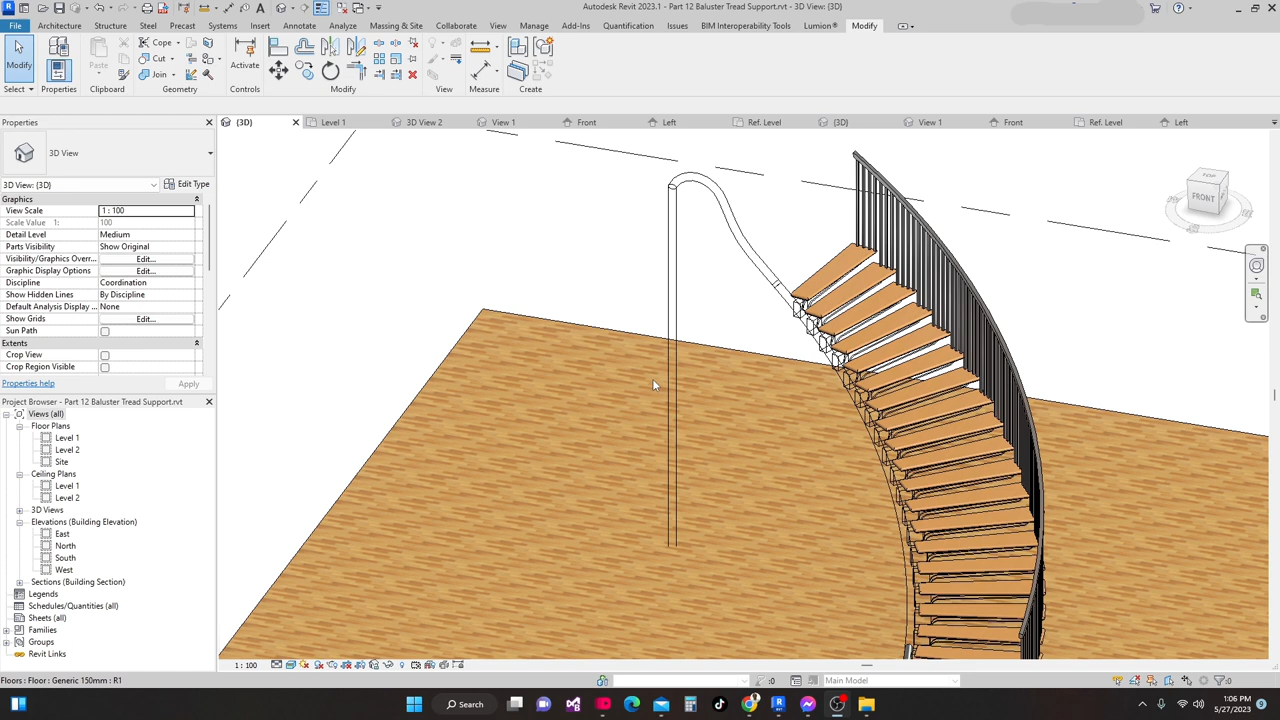 Autodesk Revit 2023.1 - Part 12 Baluster Tread Support.rvt - 3D View: {3D}
File Architecture Structure Steel Precast Systems Insert Annotate Analyze Massing & Site Collaborate View Manage Add-Ins Quantification Issues BIM Interoperability Tools Lumion® Modify
Modify Properties Paste Cope Cut Join Activate
Select Properties Clipboard Geometry Controls Modify View Measure Create
Properties {3D} Level 1 3D View 2 View 1 Front Left Ref. Level {3D} View 1 Front Ref. Level Left
3D View
3D View: {3D} Edit Type
Graphics
View Scale 1 : 100
Scale Value 1: 100
Detail Level Medium
Parts Visibility Show Original
Visibility/Graphics Overr... Edit...
Graphic Display Options Edit...
Discipline Coordination
Show Hidden Lines By Discipline
Default Analysis Display ... None
Show Grids Edit...
Sun Path
Extents
Crop View
Crop Region Visible
Properties help Apply
Project Browser - Part 12 Baluster Tread Support.rvt
Views (all)
Floor Plans
Level 1
Level 2
Site
Ceiling Plans
Level 1
Level 2
3D Views
Elevations (Building Elevation)
East
North
South
West
Sections (Building Section)
Legends
Schedules/Quantities (all)
Sheets (all)
Families
Groups
Revit Links
TOP
FRONT
1 : 100
Floors : Floor : Generic 150mm : R1 :0 Main Model :0
Search
1:06 PM
5/27/2023